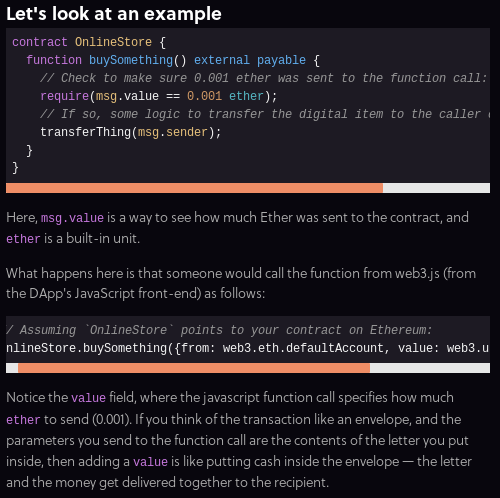 Let's look at an example
contract OnlineStore {
function buySomething() external payable {
// Check to make sure 0.001 ether was sent to the function call:
require(msg.value == 0.001 ether);
// If so, some logic to transfer the digital item to the caller
transferThing(msg.sender);
}
}
Here, msg.value is a way to see how much Ether was sent to the contract, and
ether is a built-in unit.
What happens here is that someone would call the function from web3.js (from
the DApp's JavaScript front-end) as follows:
/ Assuming `OnlineStore` points to your contract on Ethereum:
nlineStore.buySomething({from: web3.eth.defaultAccount, value: web3.u
Notice the value field, where the javascript function call specifies how much
ether to send (0.001). If you think of the transaction like an envelope, and the
parameters you send to the function call are the contents of the letter you put
inside, then adding a value is like putting cash inside the envelope — the letter
and the money get delivered together to the recipient.